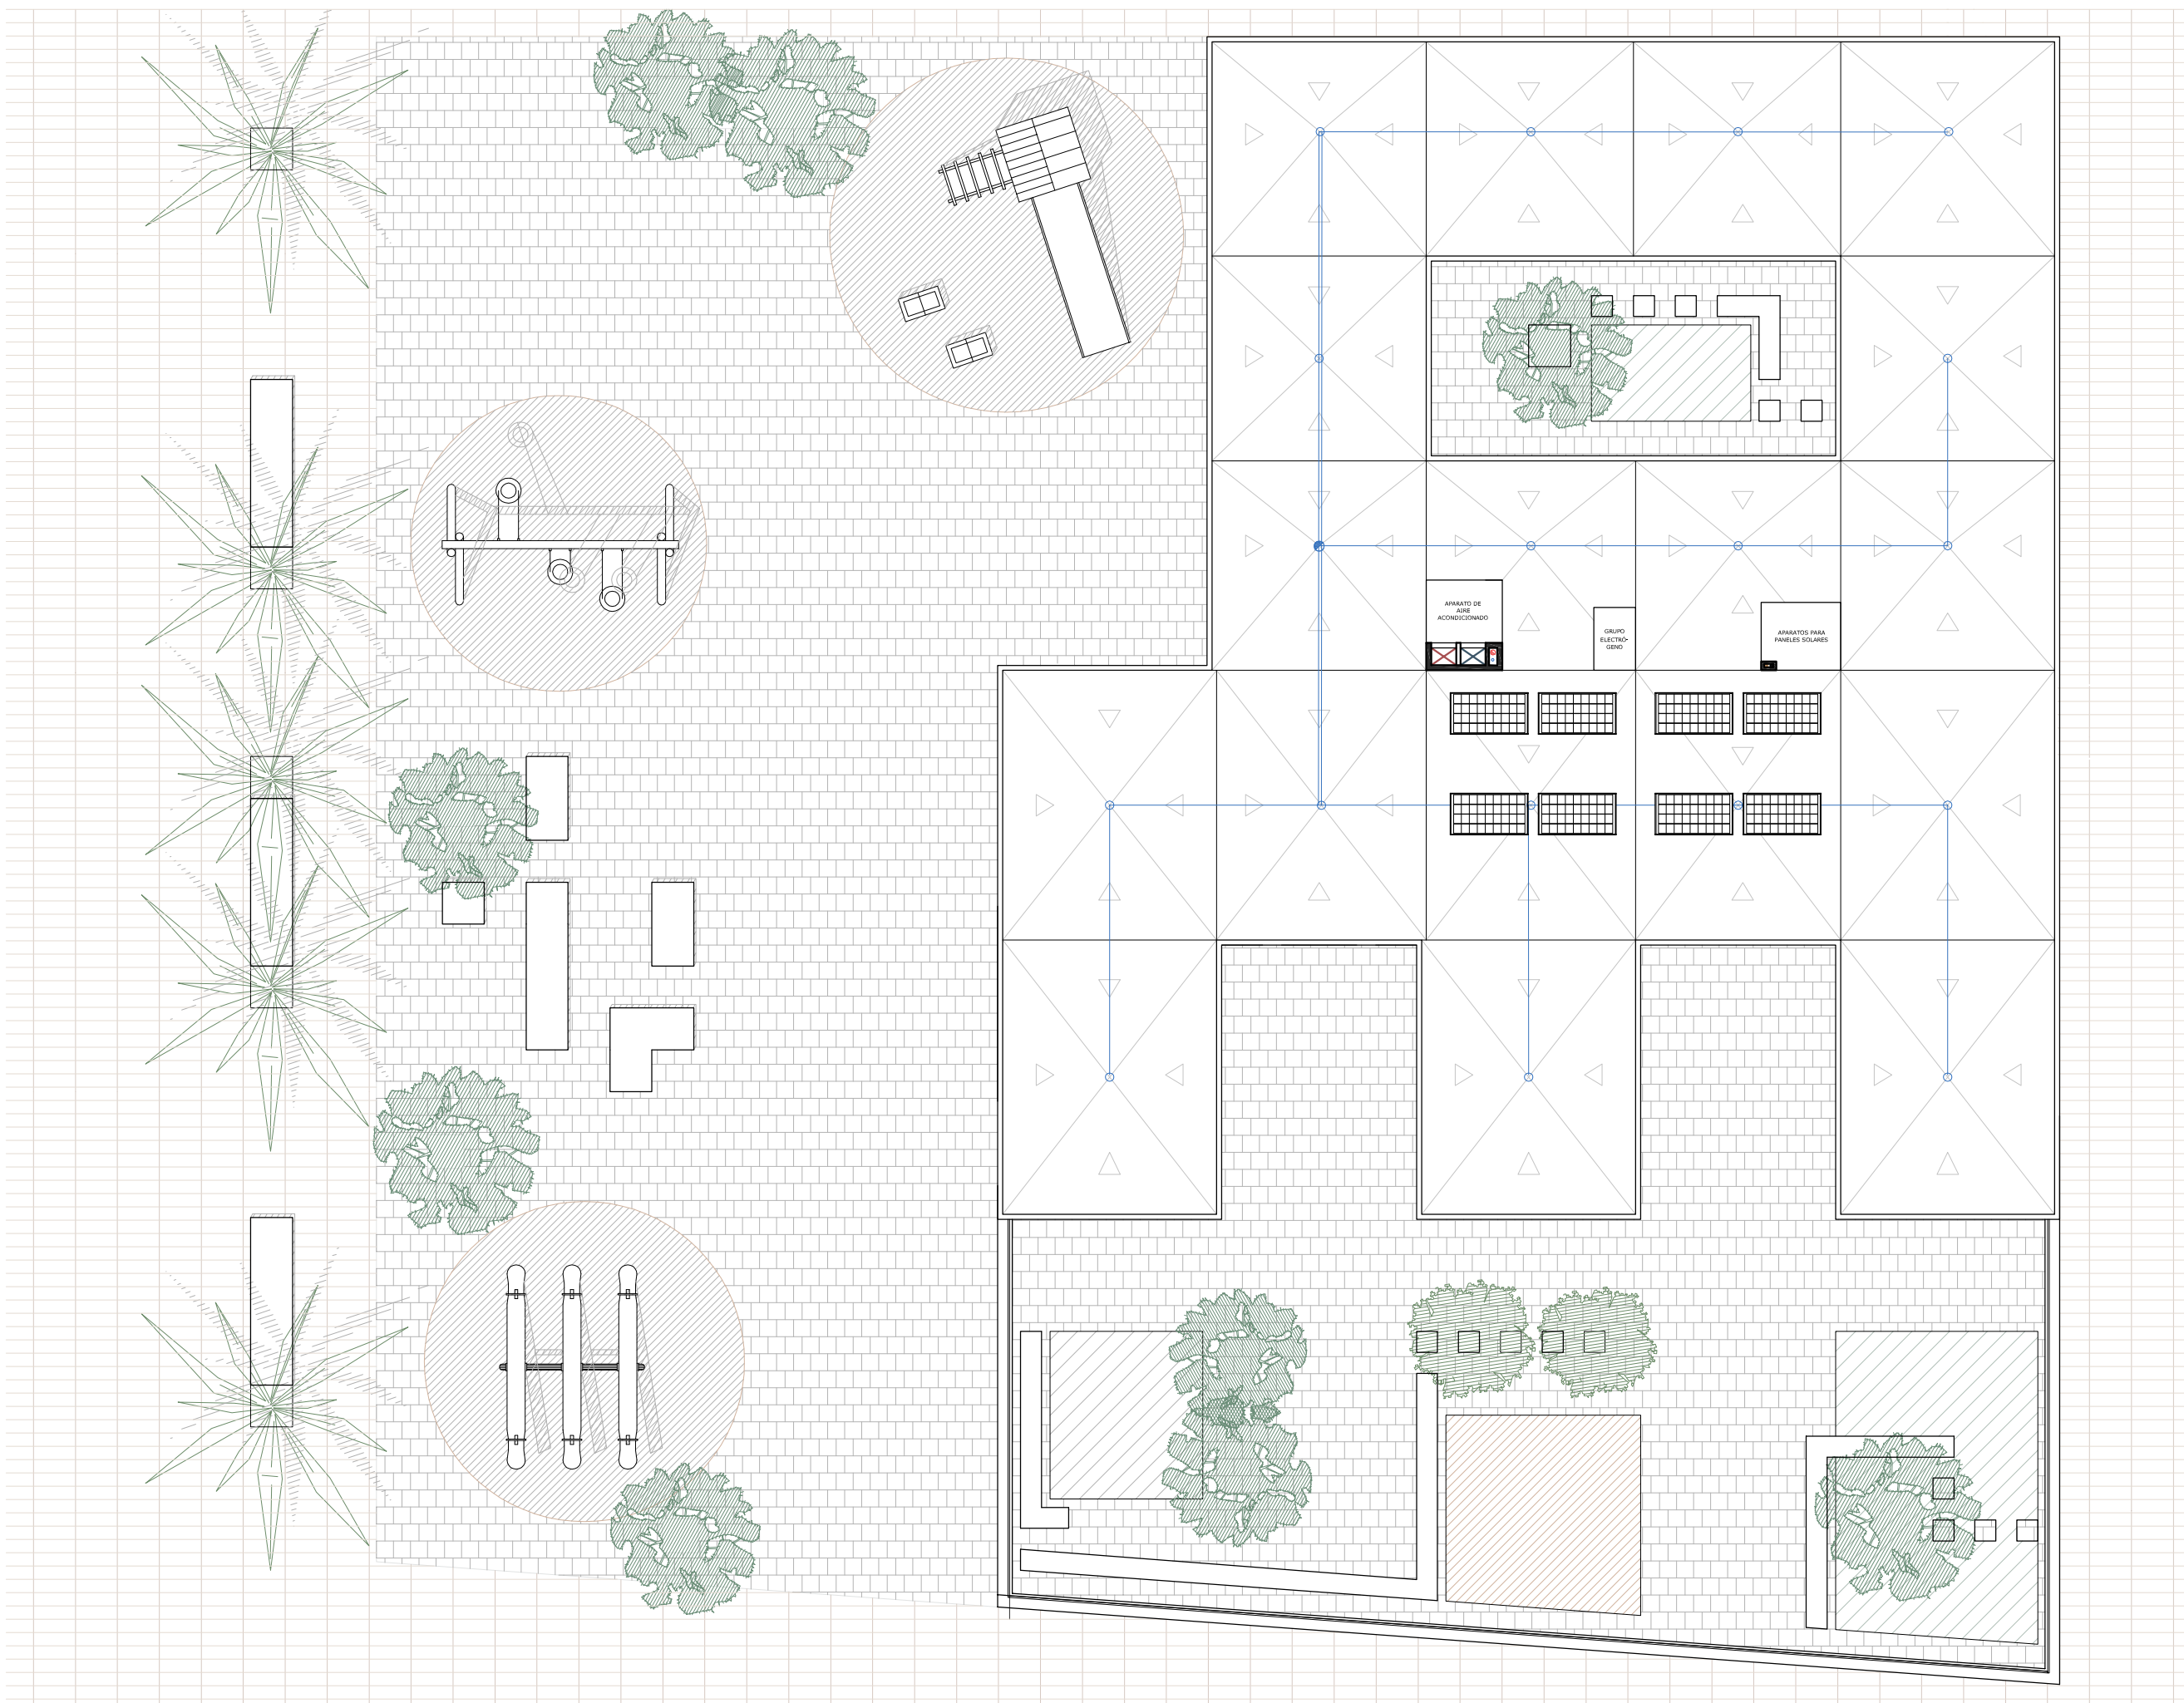 APARATO DE
AIRE
ACONDICIONADO
GRUPO
ELECTRÓ-
GENO
APARATOS PARA
PANELES SOLARES